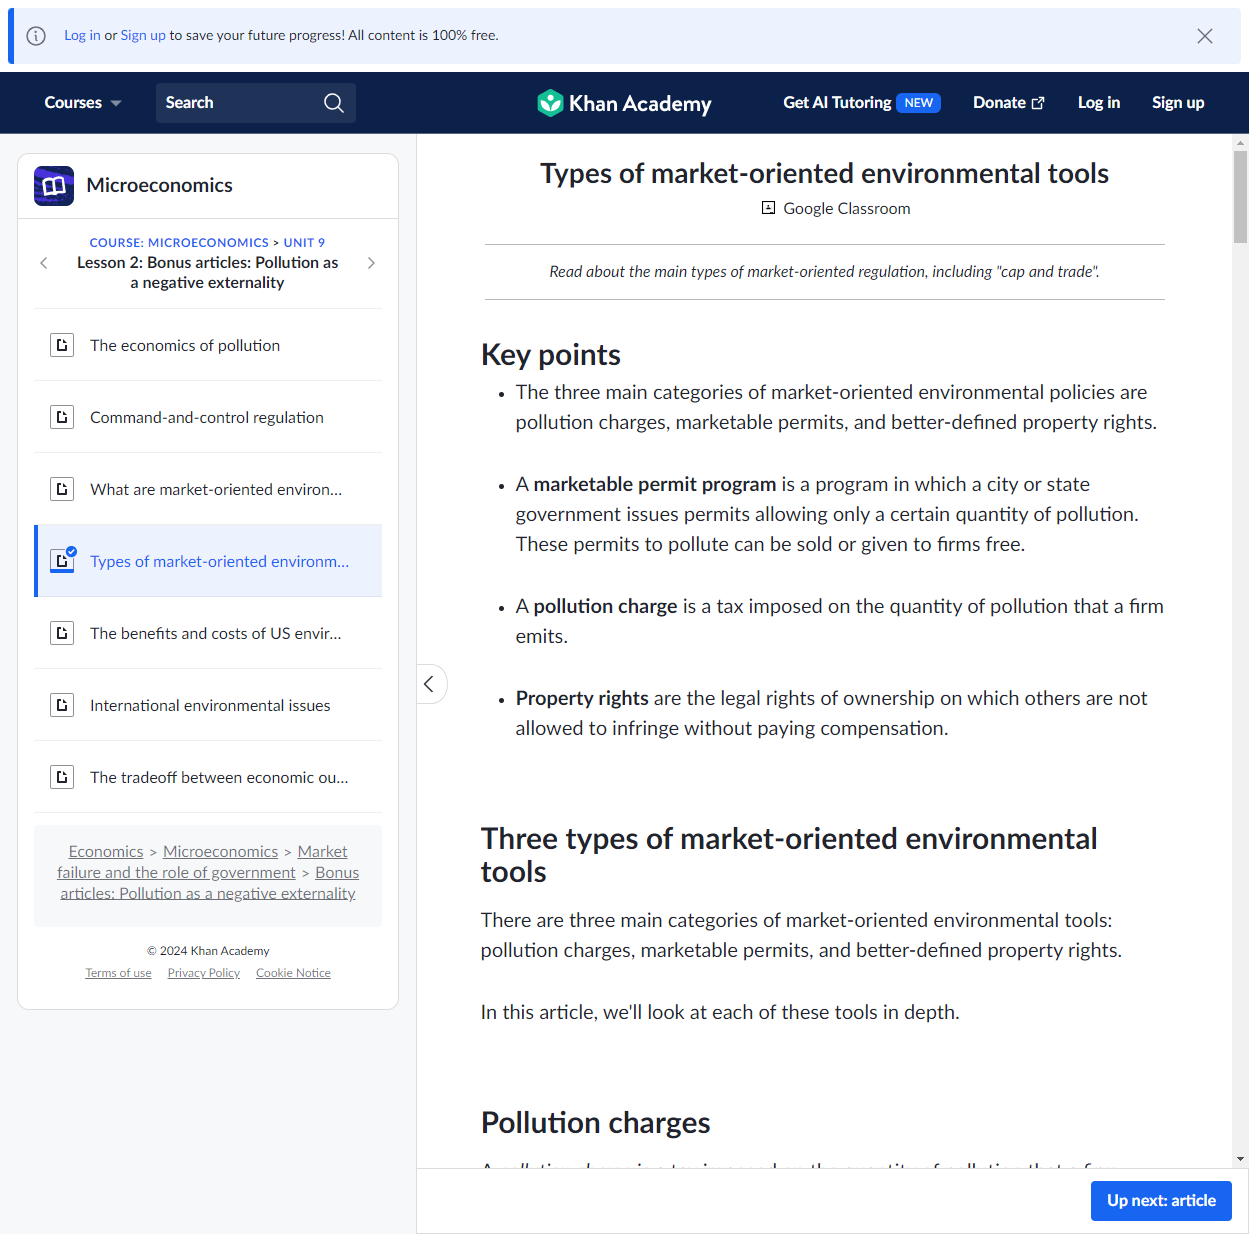 Log in or Sign up to save your future progress! All content is 100% free.
Courses
Search
Khan Academy
Get AI Tutoring NEW
Donate
Log in
Sign up
Microeconomics
COURSE: MICROECONOMICS > UNIT 9
Lesson 2: Bonus articles: Pollution as
a negative externality
The economics of pollution
Command-and-control regulation
What are market-oriented environ...
Types of market-oriented environm...
The benefits and costs of US envir...
International environmental issues
The tradeoff between economic ou...
Economics > Microeconomics > Market
failure and the role of government > Bonus
articles: Pollution as a negative externality
© 2024 Khan Academy
Terms of use Privacy Policy Cookie Notice
Types of market-oriented environmental tools
Google Classroom
Read about the main types of market-oriented regulation, including "cap and trade".
Key points
• The three main categories of market-oriented environmental policies are
pollution charges, marketable permits, and better-defined property rights.
• A marketable permit program is a program in which a city or state
government issues permits allowing only a certain quantity of pollution.
These permits to pollute can be sold or given to firms free.
• A pollution charge is a tax imposed on the quantity of pollution that a firm
emits.
• Property rights are the legal rights of ownership on which others are not
allowed to infringe without paying compensation.
Three types of market-oriented environmental
tools
There are three main categories of market-oriented environmental tools:
pollution charges, marketable permits, and better-defined property rights.
In this article, we'll look at each of these tools in depth.
Pollution charges
Up next: article